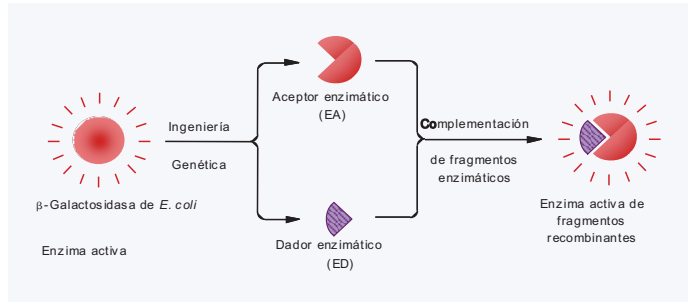 β-Galactosidasa de E. coli
Enzima activa
Ingeniería
Genética
Aceptor enzimático
(EA)
Dador enzimático
(ED)
Complementación
de fragmentos
enzimáticos
Enzima activa de
fragmentos
recombinantes